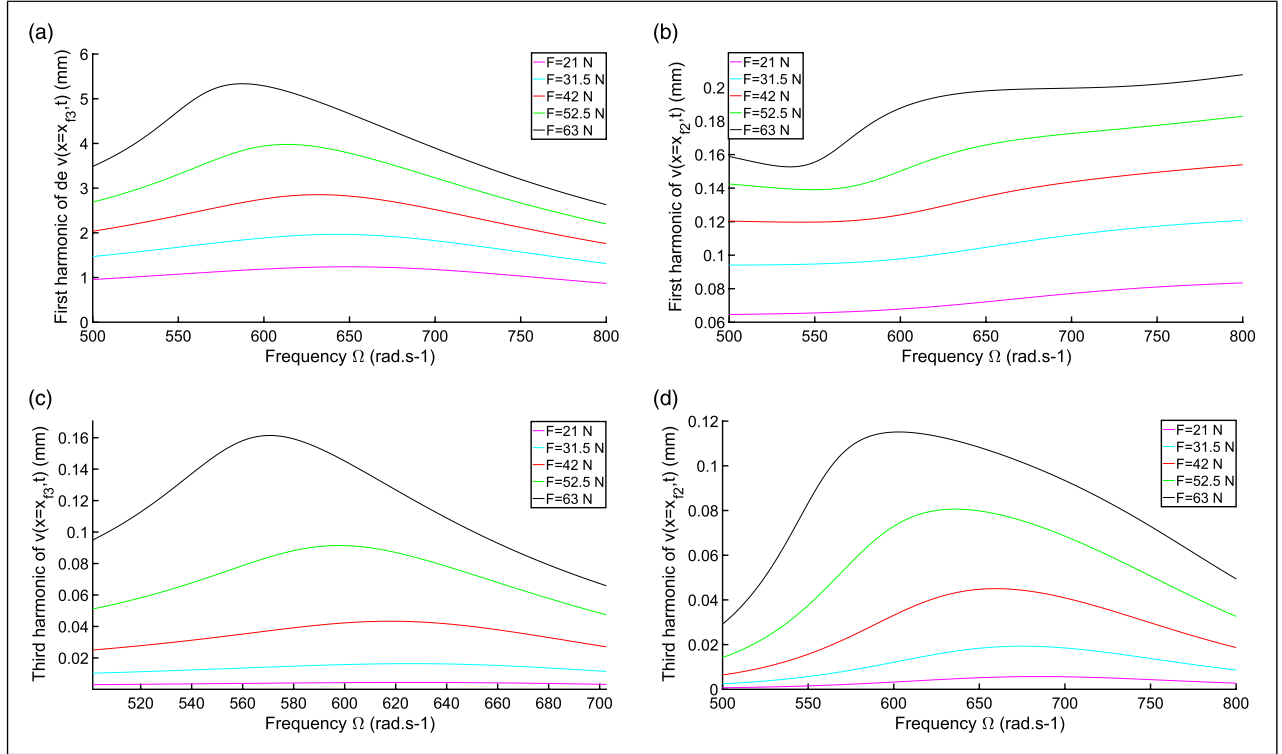 (a)
First harmonic of de v(x=x_f3,t) (mm)
6
5
4
3
2
1
0
500 550 600 650 700 750 800
Frequency Ω (rad.s-1)
F=21 N
F=31.5 N
F=42 N
F=52.5 N
F=63 N
(b)
First harmonic of v(x=x_f2,t) (mm)
0.2
0.18
0.16
0.14
0.12
0.1
0.08
0.06
500 550 600 650 700 750 800
Frequency Ω (rad.s-1)
F=21 N
F=31.5 N
F=42 N
F=52.5 N
F=63 N
(c)
Third harmonic of v(x=x_f3,t) (mm)
0.16
0.14
0.12
0.1
0.08
0.06
0.04
0.02
520 540 560 580 600 620 640 660 680 700
Frequency Ω (rad.s-1)
F=21 N
F=31.5 N
F=42 N
F=52.5 N
F=63 N
(d)
Third harmonic of v(x=x_f2,t) (mm)
0.12
0.1
0.08
0.06
0.04
0.02
0
500 550 600 650 700 750 800
Frequency Ω (rad.s-1)
F=21 N
F=31.5 N
F=42 N
F=52.5 N
F=63 N